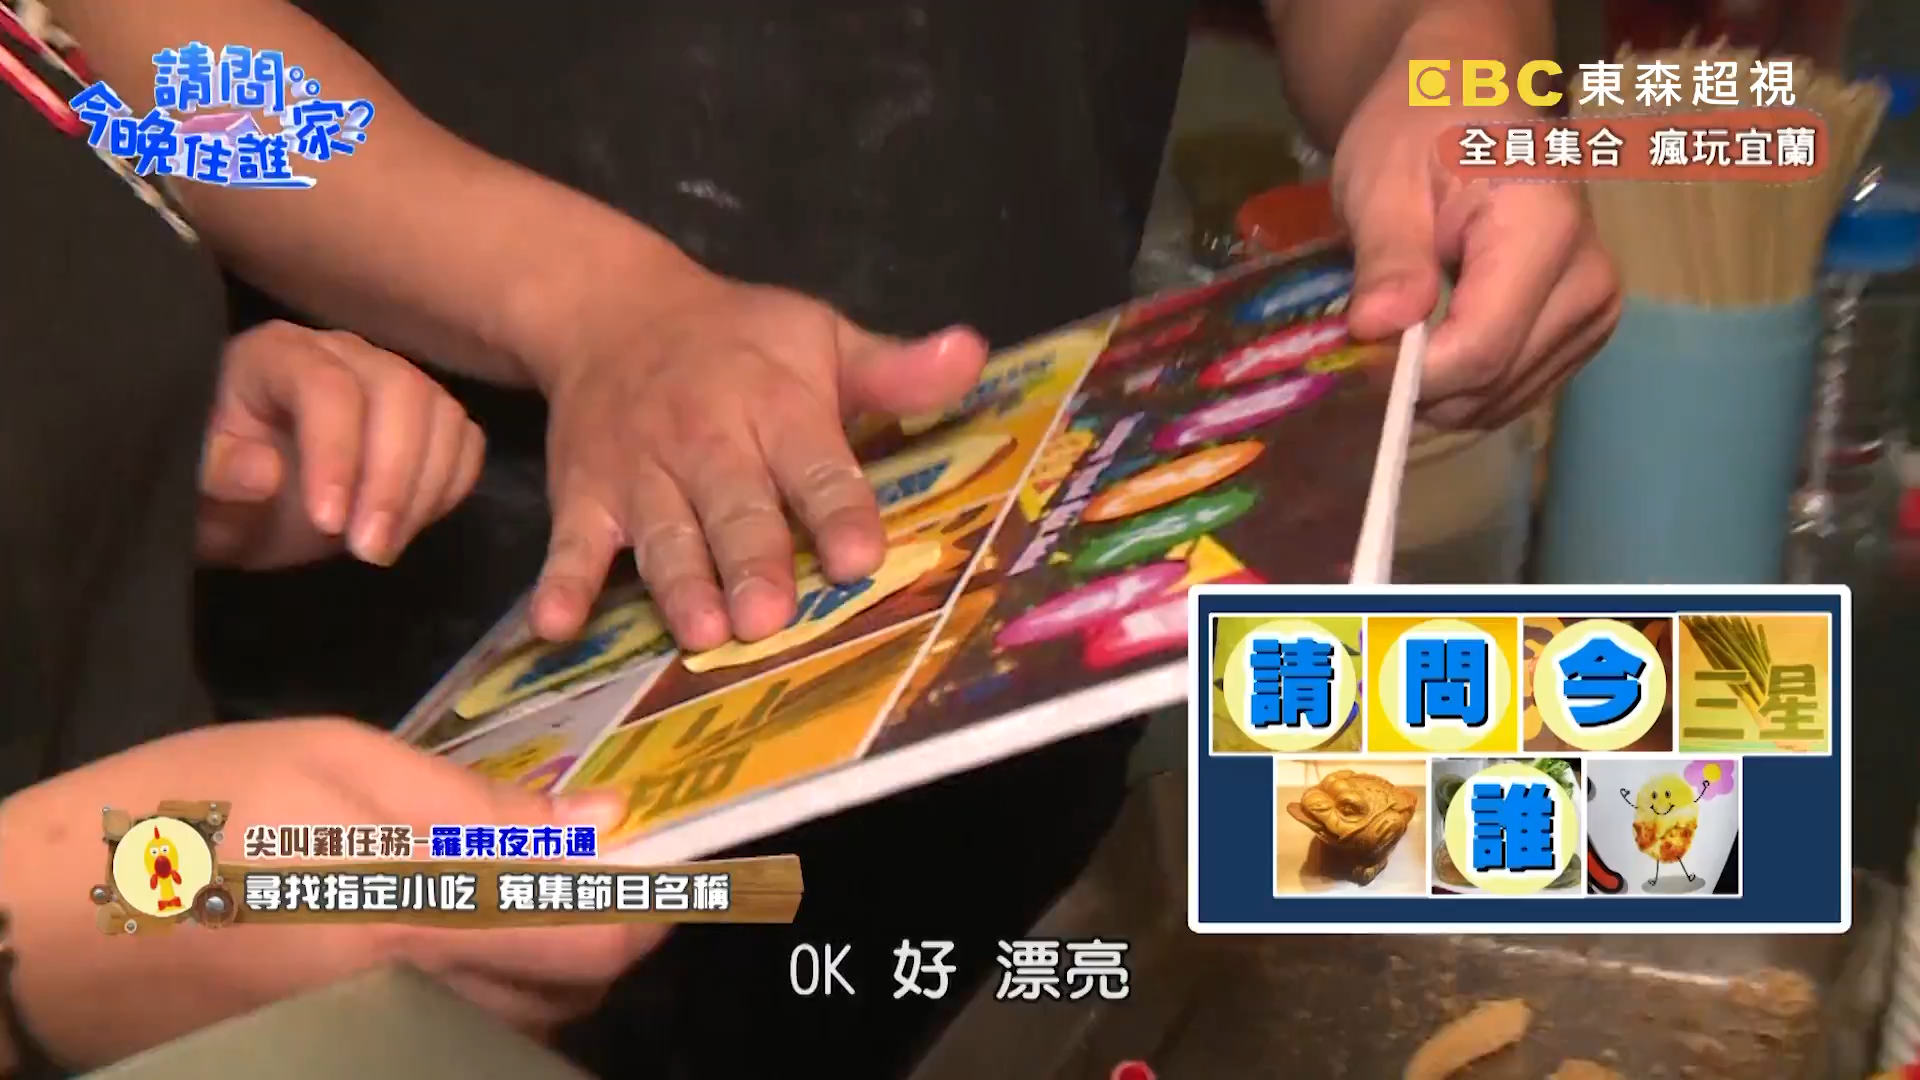 請問
今晚住誰家?
EBC 東森超視
全員集合 瘋玩宜蘭
請 問 今 三星
誰
尖叫雞任務-羅東夜市通
尋找指定小吃 蒐集節目名稱
OK 好 漂亮